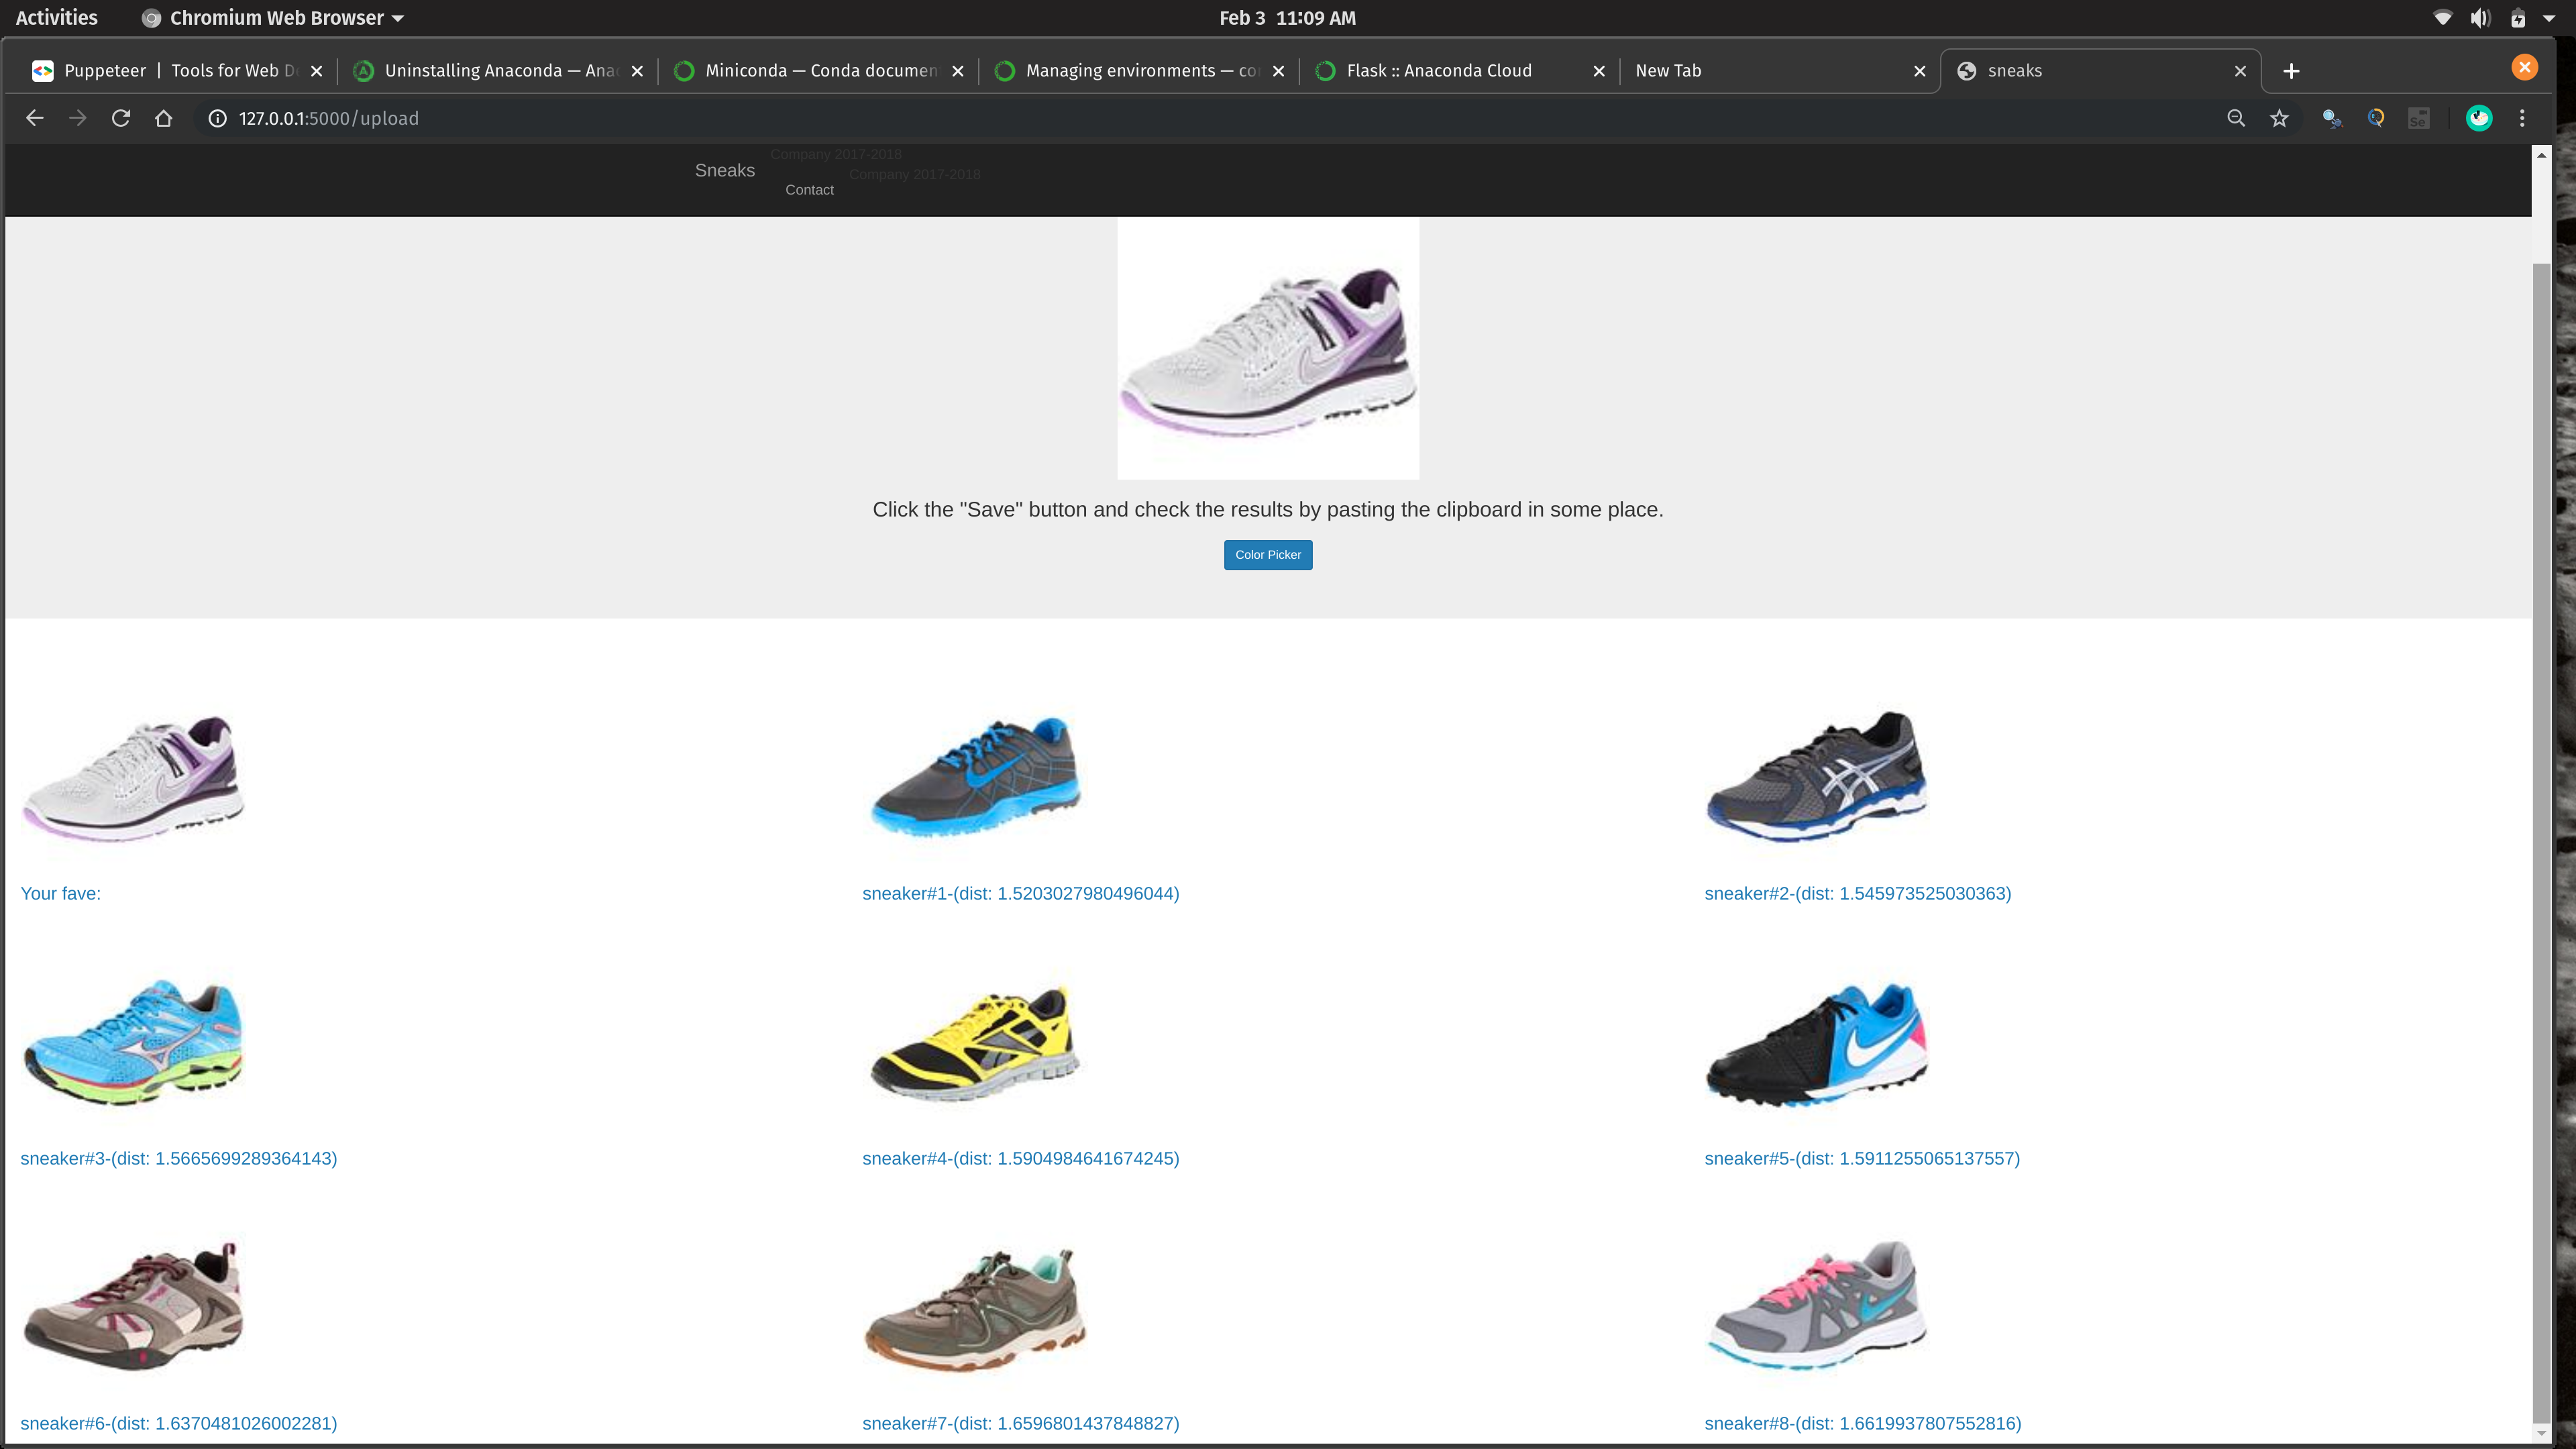 Activities Chromium Web Browser Feb 3 11:09 AM
Puppeteer | Tools for Web De Uninstalling Anaconda — Ana Miniconda — Conda documen Managing environments — co Flask :: Anaconda Cloud New Tab sneaks
127.0.0.1:5000/upload Se
Company 2017-2018
Sneaks Company 2017-2018
Contact
Click the "Save" button and check the results by pasting the clipboard in some place.
Color Picker
Your fave: sneaker#1-(dist: 1.5203027980496044) sneaker#2-(dist: 1.545973525030363)
sneaker#3-(dist: 1.5665699289364143) sneaker#4-(dist: 1.5904984641674245) sneaker#5-(dist: 1.5911255065137557)
sneaker#6-(dist: 1.6370481026002281) sneaker#7-(dist: 1.6596801437848827) sneaker#8-(dist: 1.6619937807552816)